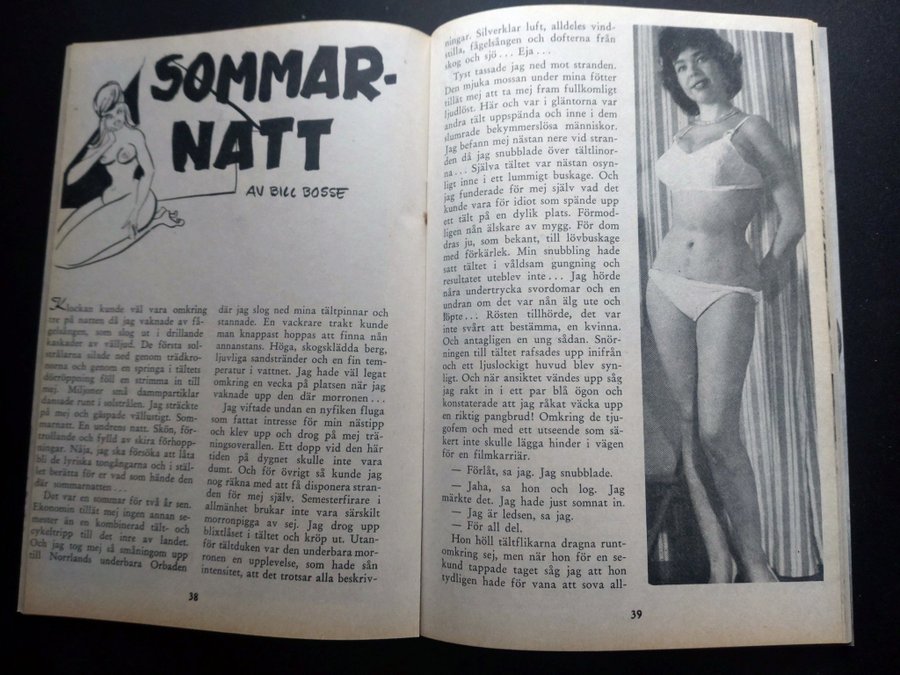 SOMMAR-
NATT
AV BILL BOSSE
Klockan kunde väl vara omkring
tre på natten då jag vaknade av få-
gelsången, som slog ut i drillande
kaskader av välljud. De första sol-
strålarna silade ned genom trädkro-
norna och genom en springa i tältets
dörröppning föll en strimma in till
mej. Miljoner små dammpartiklar
dansade runt i solstrålen. Jag sträckte
på mej och gäspade vällustigt. Som-
marnatt. En undrens natt. Skön, för-
trollande och fylld av skira förhopp-
ningar. Nåja, jag ska försöka att låta
bli de lyriska tongångarna och i stäl-
let berätta för er vad som hände den
där sommarnatten...
Det var en sommar för två år sen.
Ekonomin tillät mej ingen annan se-
mester än en kombinerad tält- och
cykeltripp till det inre av landet.
Och jag tog mej så småningom upp
till Norrlands underbara Orbaden
där jag slog ned mina tältpinnar och
stannade. En vackrare trakt kunde
man knappast hoppas att finna nån
annanstans. Höga, skogsklädda berg,
ljuvliga sandstränder och en fin tem-
peratur i vattnet. Jag hade väl legat
omkring en vecka på platsen när jag
vaknade upp den där morronen...
Jag viftade undan en nyfiken fluga
som fattat intresse för min nästipp
och klev upp och drog på mej trä-
ningsoverallen. Ett dopp vid den här
tiden på dygnet skulle inte vara
dumt. Och för övrigt så kunde jag
nog räkna med att få disponera stran-
den för mej själv. Semesterfirare i
allmänhet brukar inte vara särskilt
morronpigga av sej. Jag drog upp
blixtlåset i tältet och kröp ut. Utan-
för tältduken var den underbara mor-
ronen en upplevelse, som hade sån
intensitet, att det trotsar alla beskriv-
38
ningar. Silverklar luft, alldeles vind-
stilla, fågelsången och dofterna från
skog och sjö... Eja...
Tyst tassade jag ned mot stranden.
Den mjuka mossan under mina fötter
tillät mej att ta mej fram fullkomligt
ljudlöst. Här och var i gläntorna var
andra tält uppspända och inne i dem
slumrade bekymmerslösa människor.
Jag befann mej nästan nere vid stran-
den då jag snubblade över tältlinor-
na... Själva tältet var nästan osyn-
ligt inne i ett lummigt buskage. Och
jag funderade för mej själv vad det
kunde vara för idiot som spände upp
ett tält på en dylik plats. Förmod-
ligen nån älskare av mygg. För dom
dras ju, som bekant, till lövbuskage
med förkärlek. Min snubbling hade
satt tältet i våldsam gungning och
resultatet uteblev inte... Jag hörde
nåra undertrycka svordomar och en
undran om det var nån älg ute och
löpte... Rösten tillhörde, det var
inte svårt att bestämma, en kvinna.
Och antagligen en ung sådan. Snör-
ningen till tältet rafsades upp inifrån
och ett ljuslockigt huvud blev syn-
ligt. Och när ansiktet vändes upp såg
jag rakt in i ett par blå ögon och
konstaterade att jag råkat väcka upp
en riktig pangbrud! Omkring de tju-
gofem och med ett utseende som sä-
kert inte skulle lägga hinder i vägen
för en filmkarriär.
— Förlåt, sa jag. Jag snubblade.
— Jaha, sa hon och log. Jag
märkte det. Jag hade just somnat in.
— Jag är ledsen, sa jag.
— För all del.
Hon höll tältflikarna dragna runt-
omkring sej, men när hon för en se-
kund tappade taget såg jag att hon
tydligen hade för vana att sova all-
39